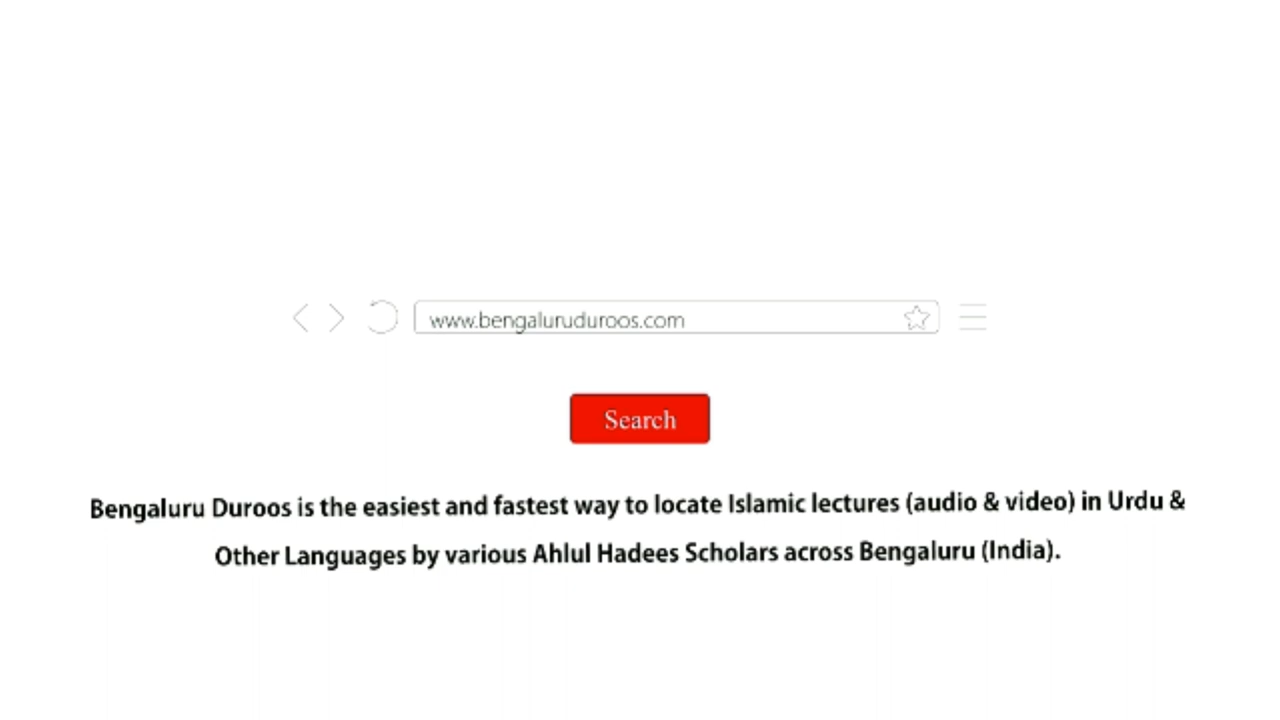 www.bengaluruduroos.com
Search
Bengaluru Duroos is the easiest and fastest way to locate Islamic lectures (audio & video) in Urdu &
Other Languages by various Ahlul Hadees Scholars across Bengaluru (India).